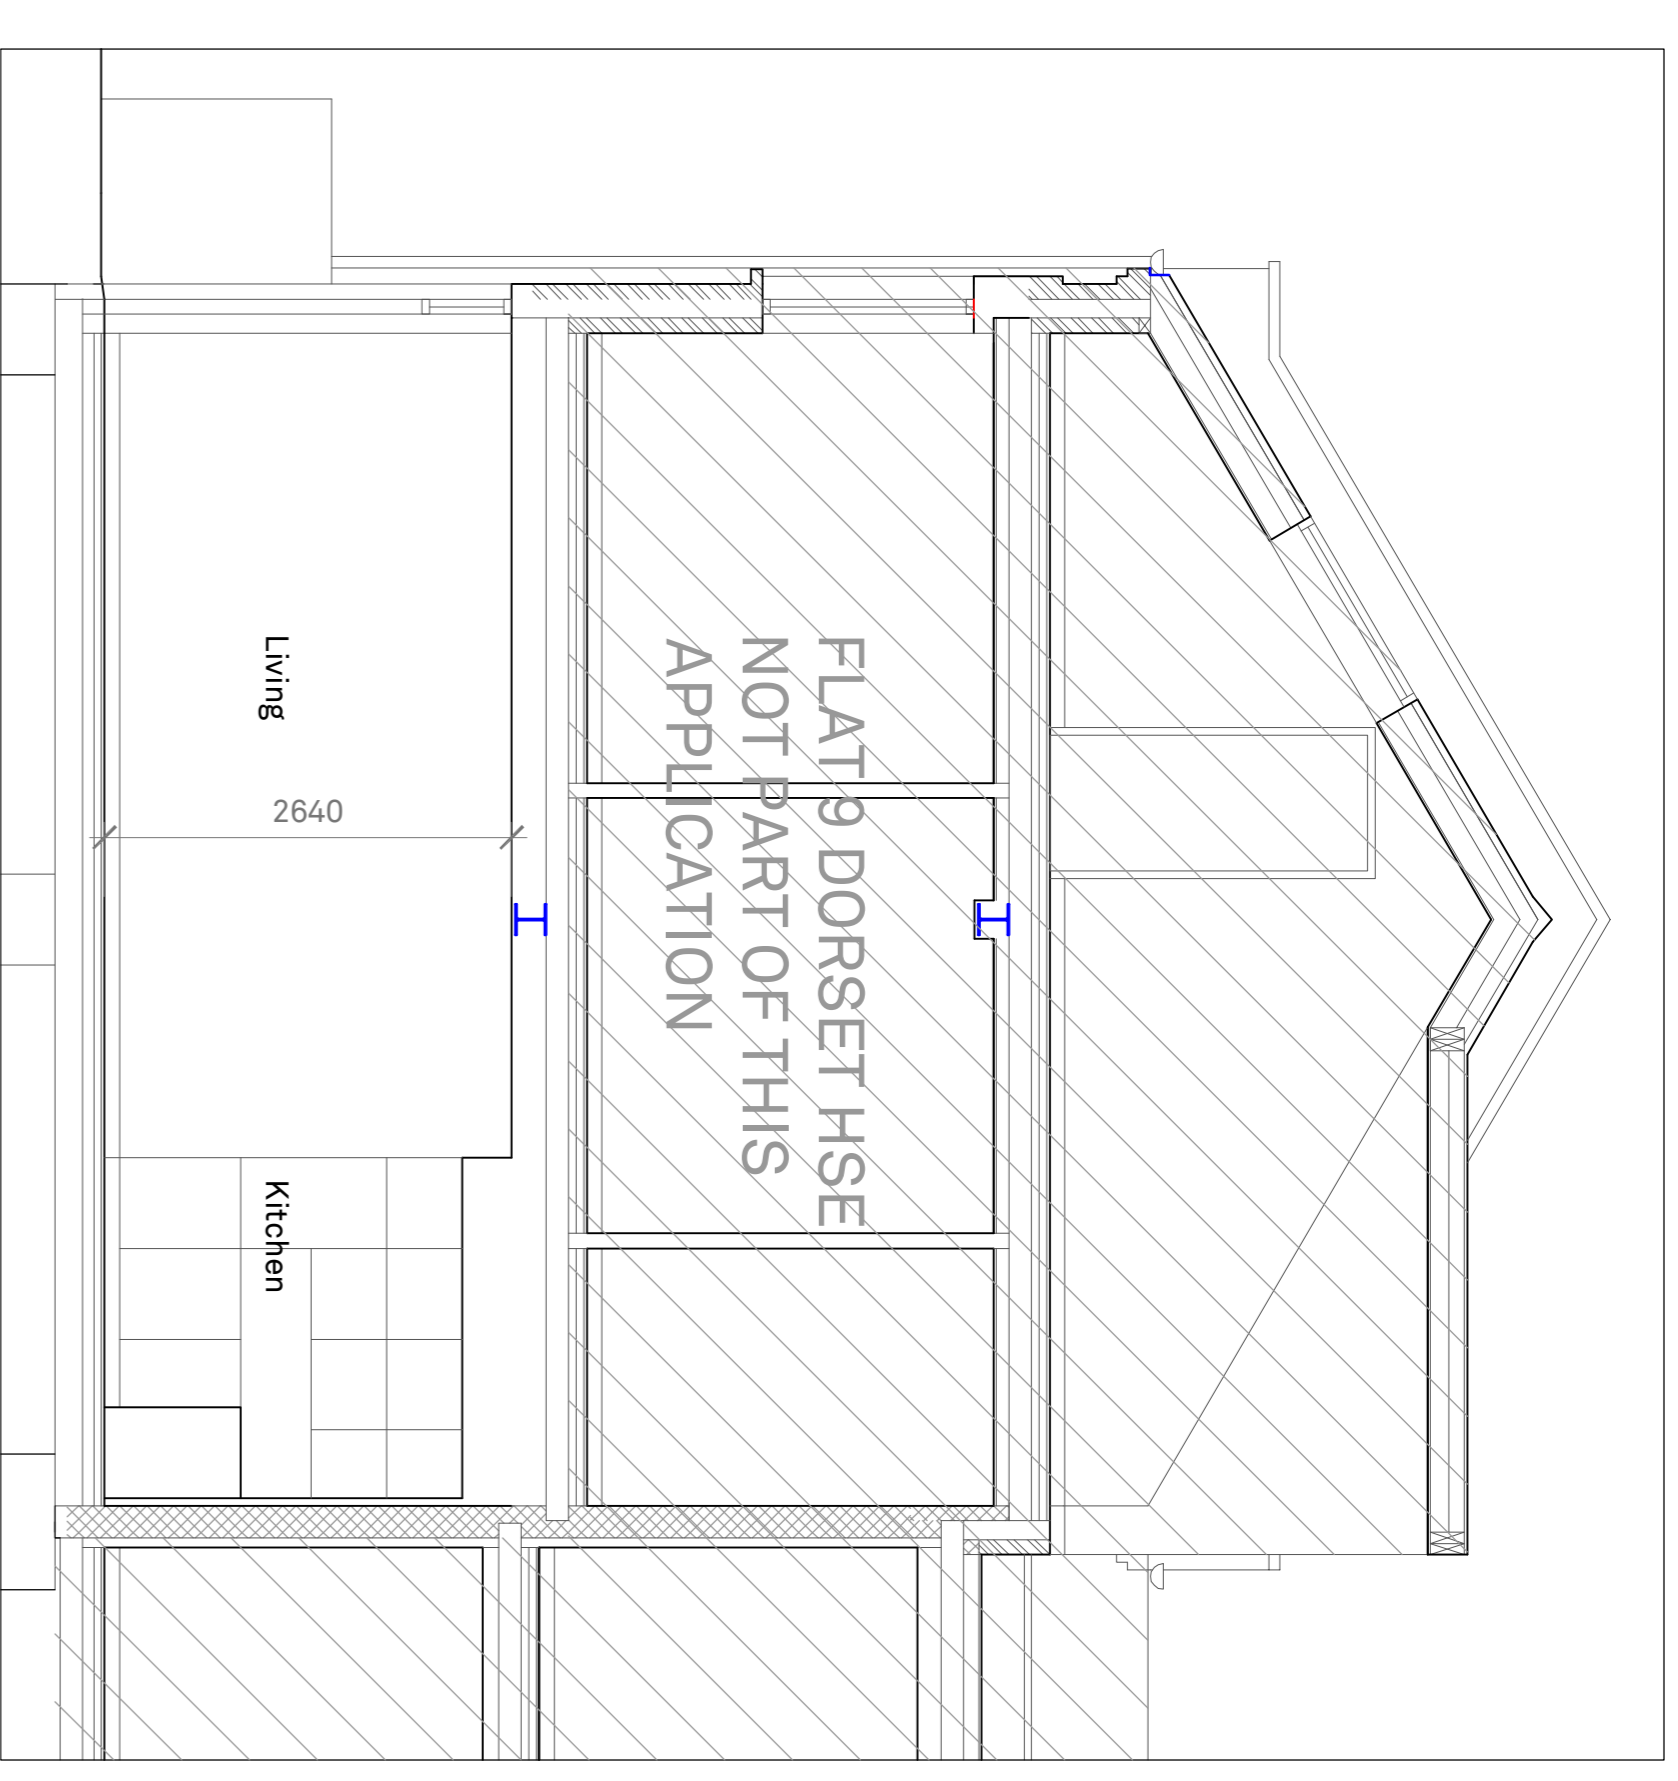 FLAT 9 DORSET HSE
NOT PART OF THIS
APPLICATION
Living
2640
Kitchen